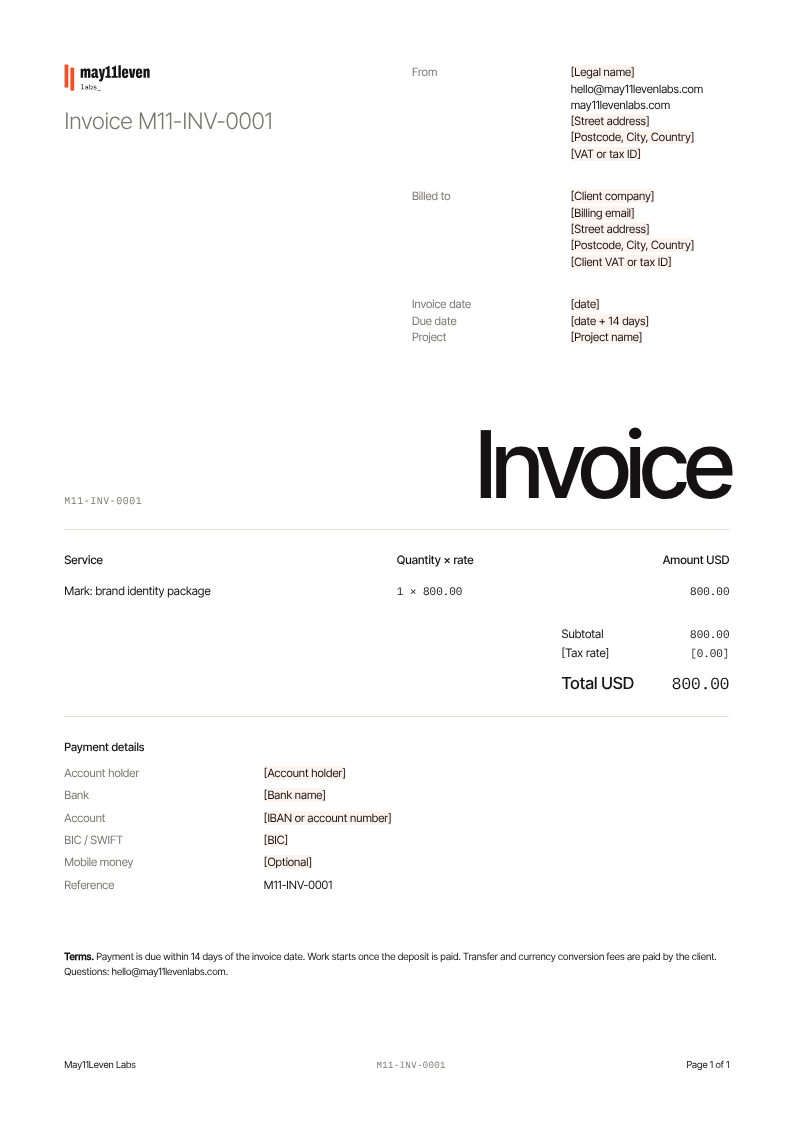 may11leven
labs_
Invoice M11-INV-0001
From
[Legal name]
hello@may11levenlabs.com
may11levenlabs.com
[Street address]
[Postcode, City, Country]
[VAT or tax ID]
Billed to
[Client company]
[Billing email]
[Street address]
[Postcode, City, Country]
[Client VAT or tax ID]
Invoice date [date]
Due date [date + 14 days]
Project [Project name]
Invoice
M11-INV-0001
Service Quantity × rate Amount USD
Mark: brand identity package 1 × 800.00 800.00
Subtotal 800.00
[Tax rate] [0.00]
Total USD 800.00
Payment details
Account holder [Account holder]
Bank [Bank name]
Account [IBAN or account number]
BIC / SWIFT [BIC]
Mobile money [Optional]
Reference M11-INV-0001
Terms. Payment is due within 14 days of the invoice date. Work starts once the deposit is paid. Transfer and currency conversion fees are paid by the client.
Questions: hello@may11levenlabs.com.
May11Leven Labs M11-INV-0001 Page 1 of 1